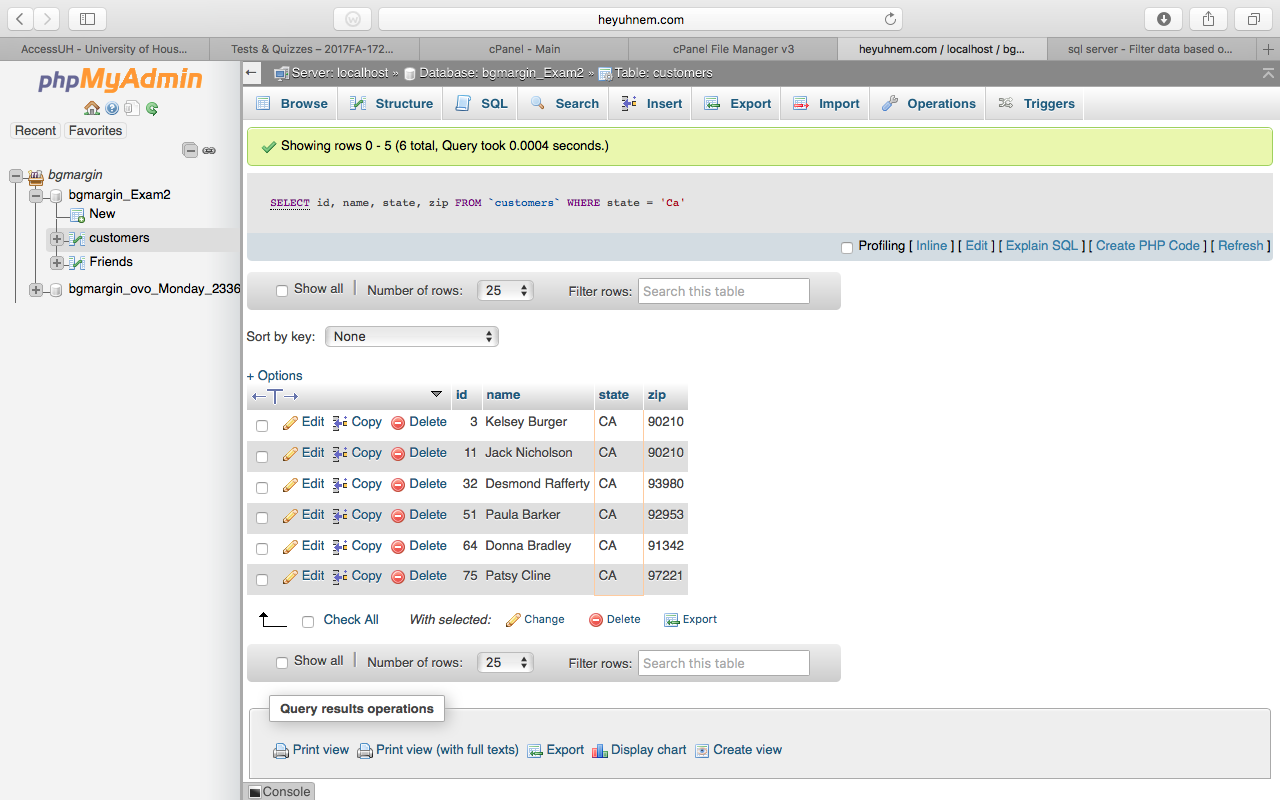 heyuhnem.com
AccessUH - University of Hous... Tests & Quizzes – 2017FA-172... cPanel - Main cPanel File Manager v3 heyuhnem.com / localhost / bg... sql server - Filter data based o...
phpMyAdmin
Recent Favorites
bgmargin
bgmargin_Exam2
New
customers
Friends
bgmargin_ovo_Monday_2336
Server: localhost » Database: bgmargin_Exam2 » Table: customers
Browse Structure SQL Search Insert Export Import Operations Triggers
Showing rows 0 - 5 (6 total, Query took 0.0004 seconds.)
SELECT id, name, state, zip FROM `customers` WHERE state = 'Ca'
Profiling [ Inline ] [ Edit ] [ Explain SQL ] [ Create PHP Code ] [ Refresh ]
Show all | Number of rows: 25 Filter rows: Search this table
Sort by key: None
+ Options
←T→ id name state zip
Edit Copy Delete 3 Kelsey Burger CA 90210
Edit Copy Delete 11 Jack Nicholson CA 90210
Edit Copy Delete 32 Desmond Rafferty CA 93980
Edit Copy Delete 51 Paula Barker CA 92953
Edit Copy Delete 64 Donna Bradley CA 91342
Edit Copy Delete 75 Patsy Cline CA 97221
Check All With selected: Change Delete Export
Show all | Number of rows: 25 Filter rows: Search this table
Query results operations
Print view Print view (with full texts) Export Display chart Create view
Console